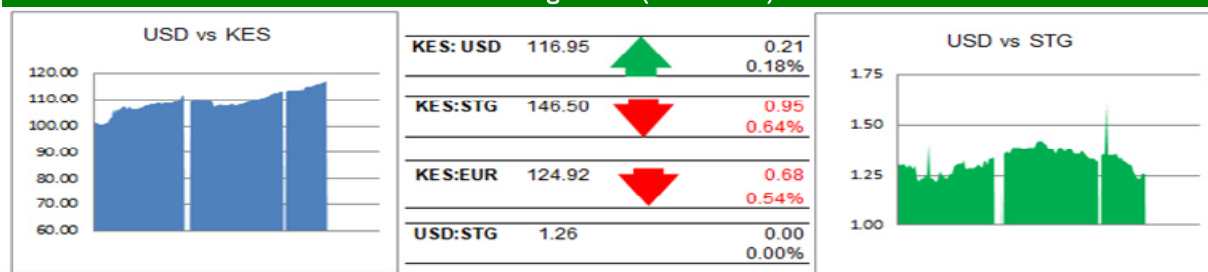 USD vs KES
120.00
110.00
100.00
90.00
80.00
70.00
60.00
KES: USD 116.95 0.21
0.18%
KES:STG 146.50 0.95
0.64%
KES:EUR 124.92 0.68
0.54%
USD:STG 1.26 0.00
0.00%
USD vs STG
1.75
1.50
1.25
1.00